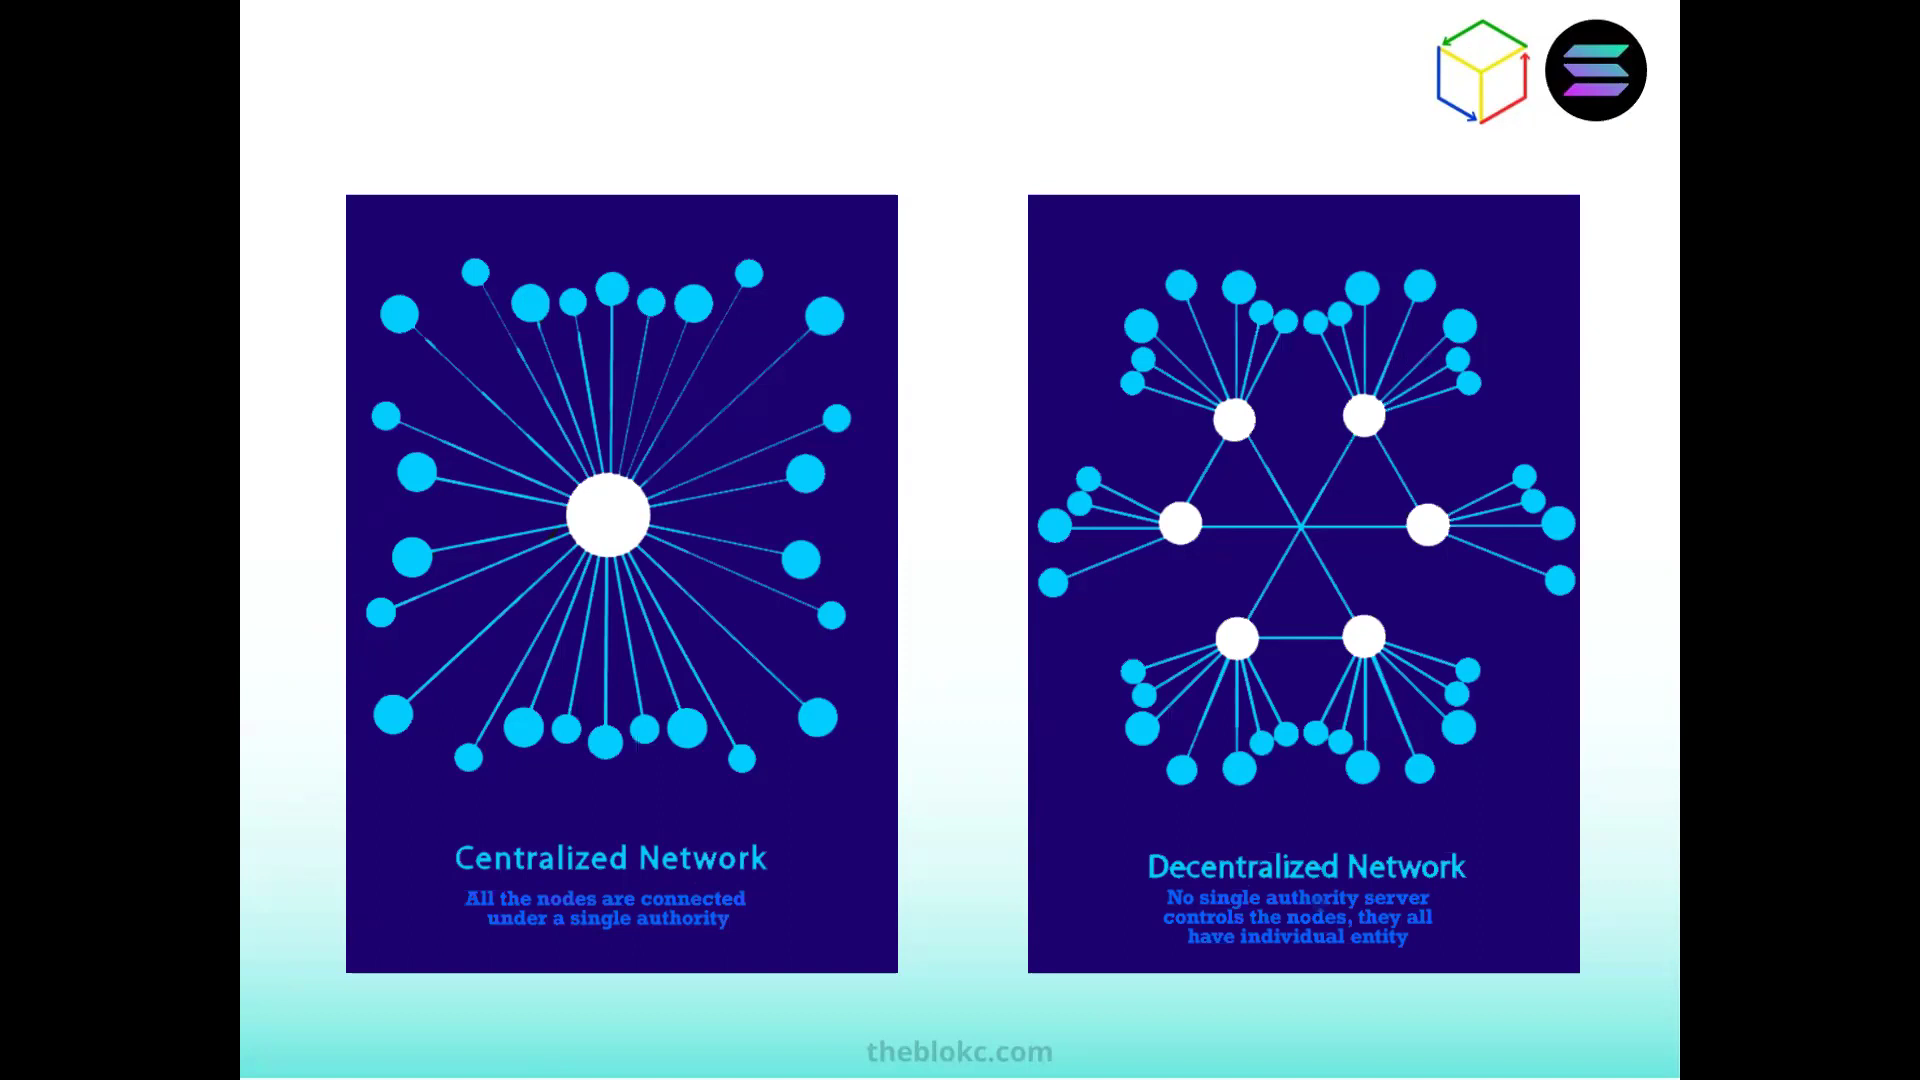 Centralized Network
All the nodes are connected
under a single authority
Decentralized Network
No single authority server
controls the nodes, they all
have individual entity
theblokc.com